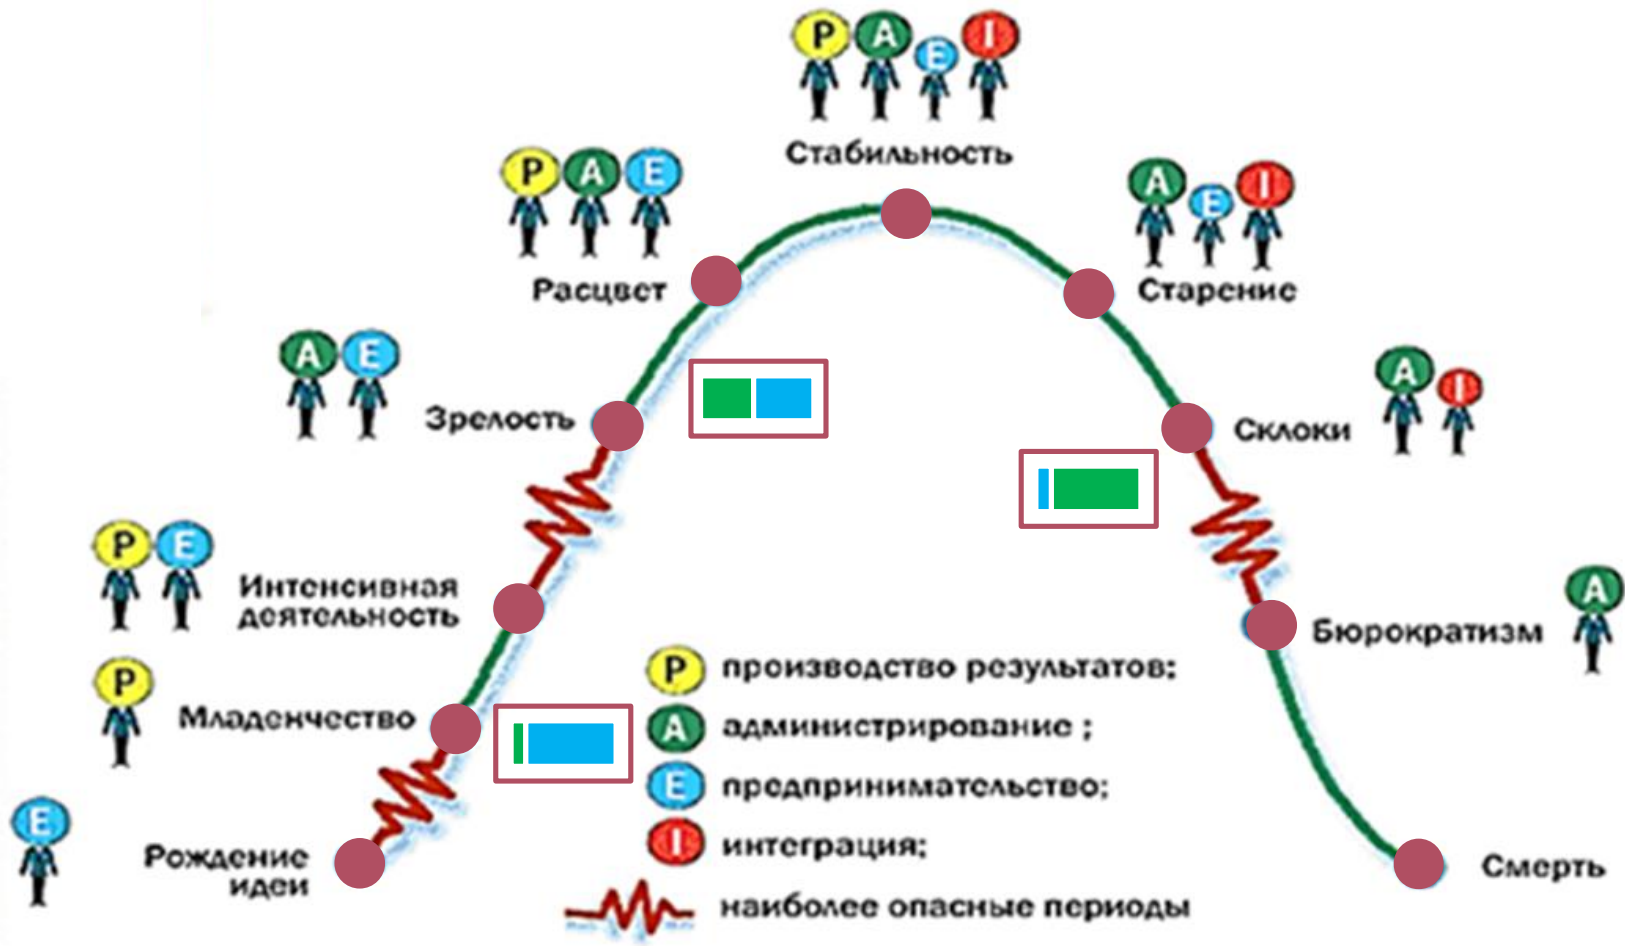 P A E I
Стабильность
P A E
Расцвет
A E I
Старение
A E
Зрелость
Склоки
A I
P E
Интенсивная
деятельность
P
Младенчество
E
Рождение
идеи
P производство результатов;
A администрирование ;
E предпринимательство;
I интеграция;
наиболее опасные периоды
Бюрократизм
A
Смерть